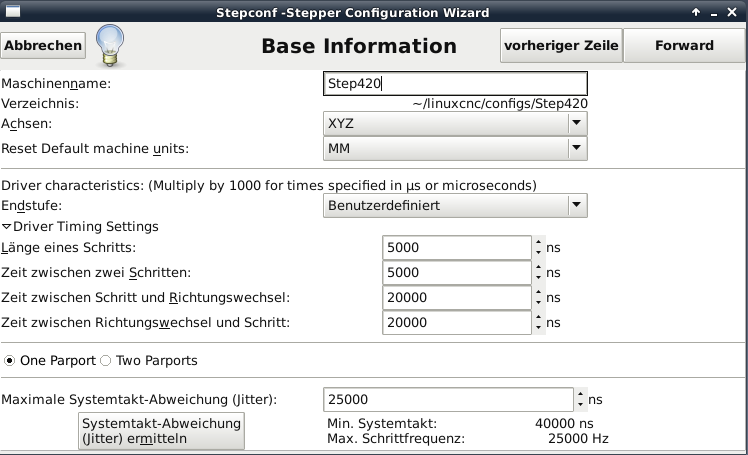 Stepconf -Stepper Configuration Wizard
Abbrechen
Base Information
vorheriger Zeile
Forward
Maschinenname:
Step420
Verzeichnis:
~/linuxcnc/configs/Step420
Achsen:
XYZ
Reset Default machine units:
MM
Driver characteristics: (Multiply by 1000 for times specified in µs or microseconds)
Endstufe:
Benutzerdefiniert
Driver Timing Settings
Länge eines Schritts:
5000
ns
Zeit zwischen zwei Schritten:
5000
ns
Zeit zwischen Schritt und Richtungswechsel:
20000
ns
Zeit zwischen Richtungswechsel und Schritt:
20000
ns
One Parport
Two Parports
Maximale Systemtakt-Abweichung (Jitter):
25000
ns
Systemtakt-Abweichung
(Jitter) ermitteln
Min. Systemtakt:
40000 ns
Max. Schrittfrequenz:
25000 Hz